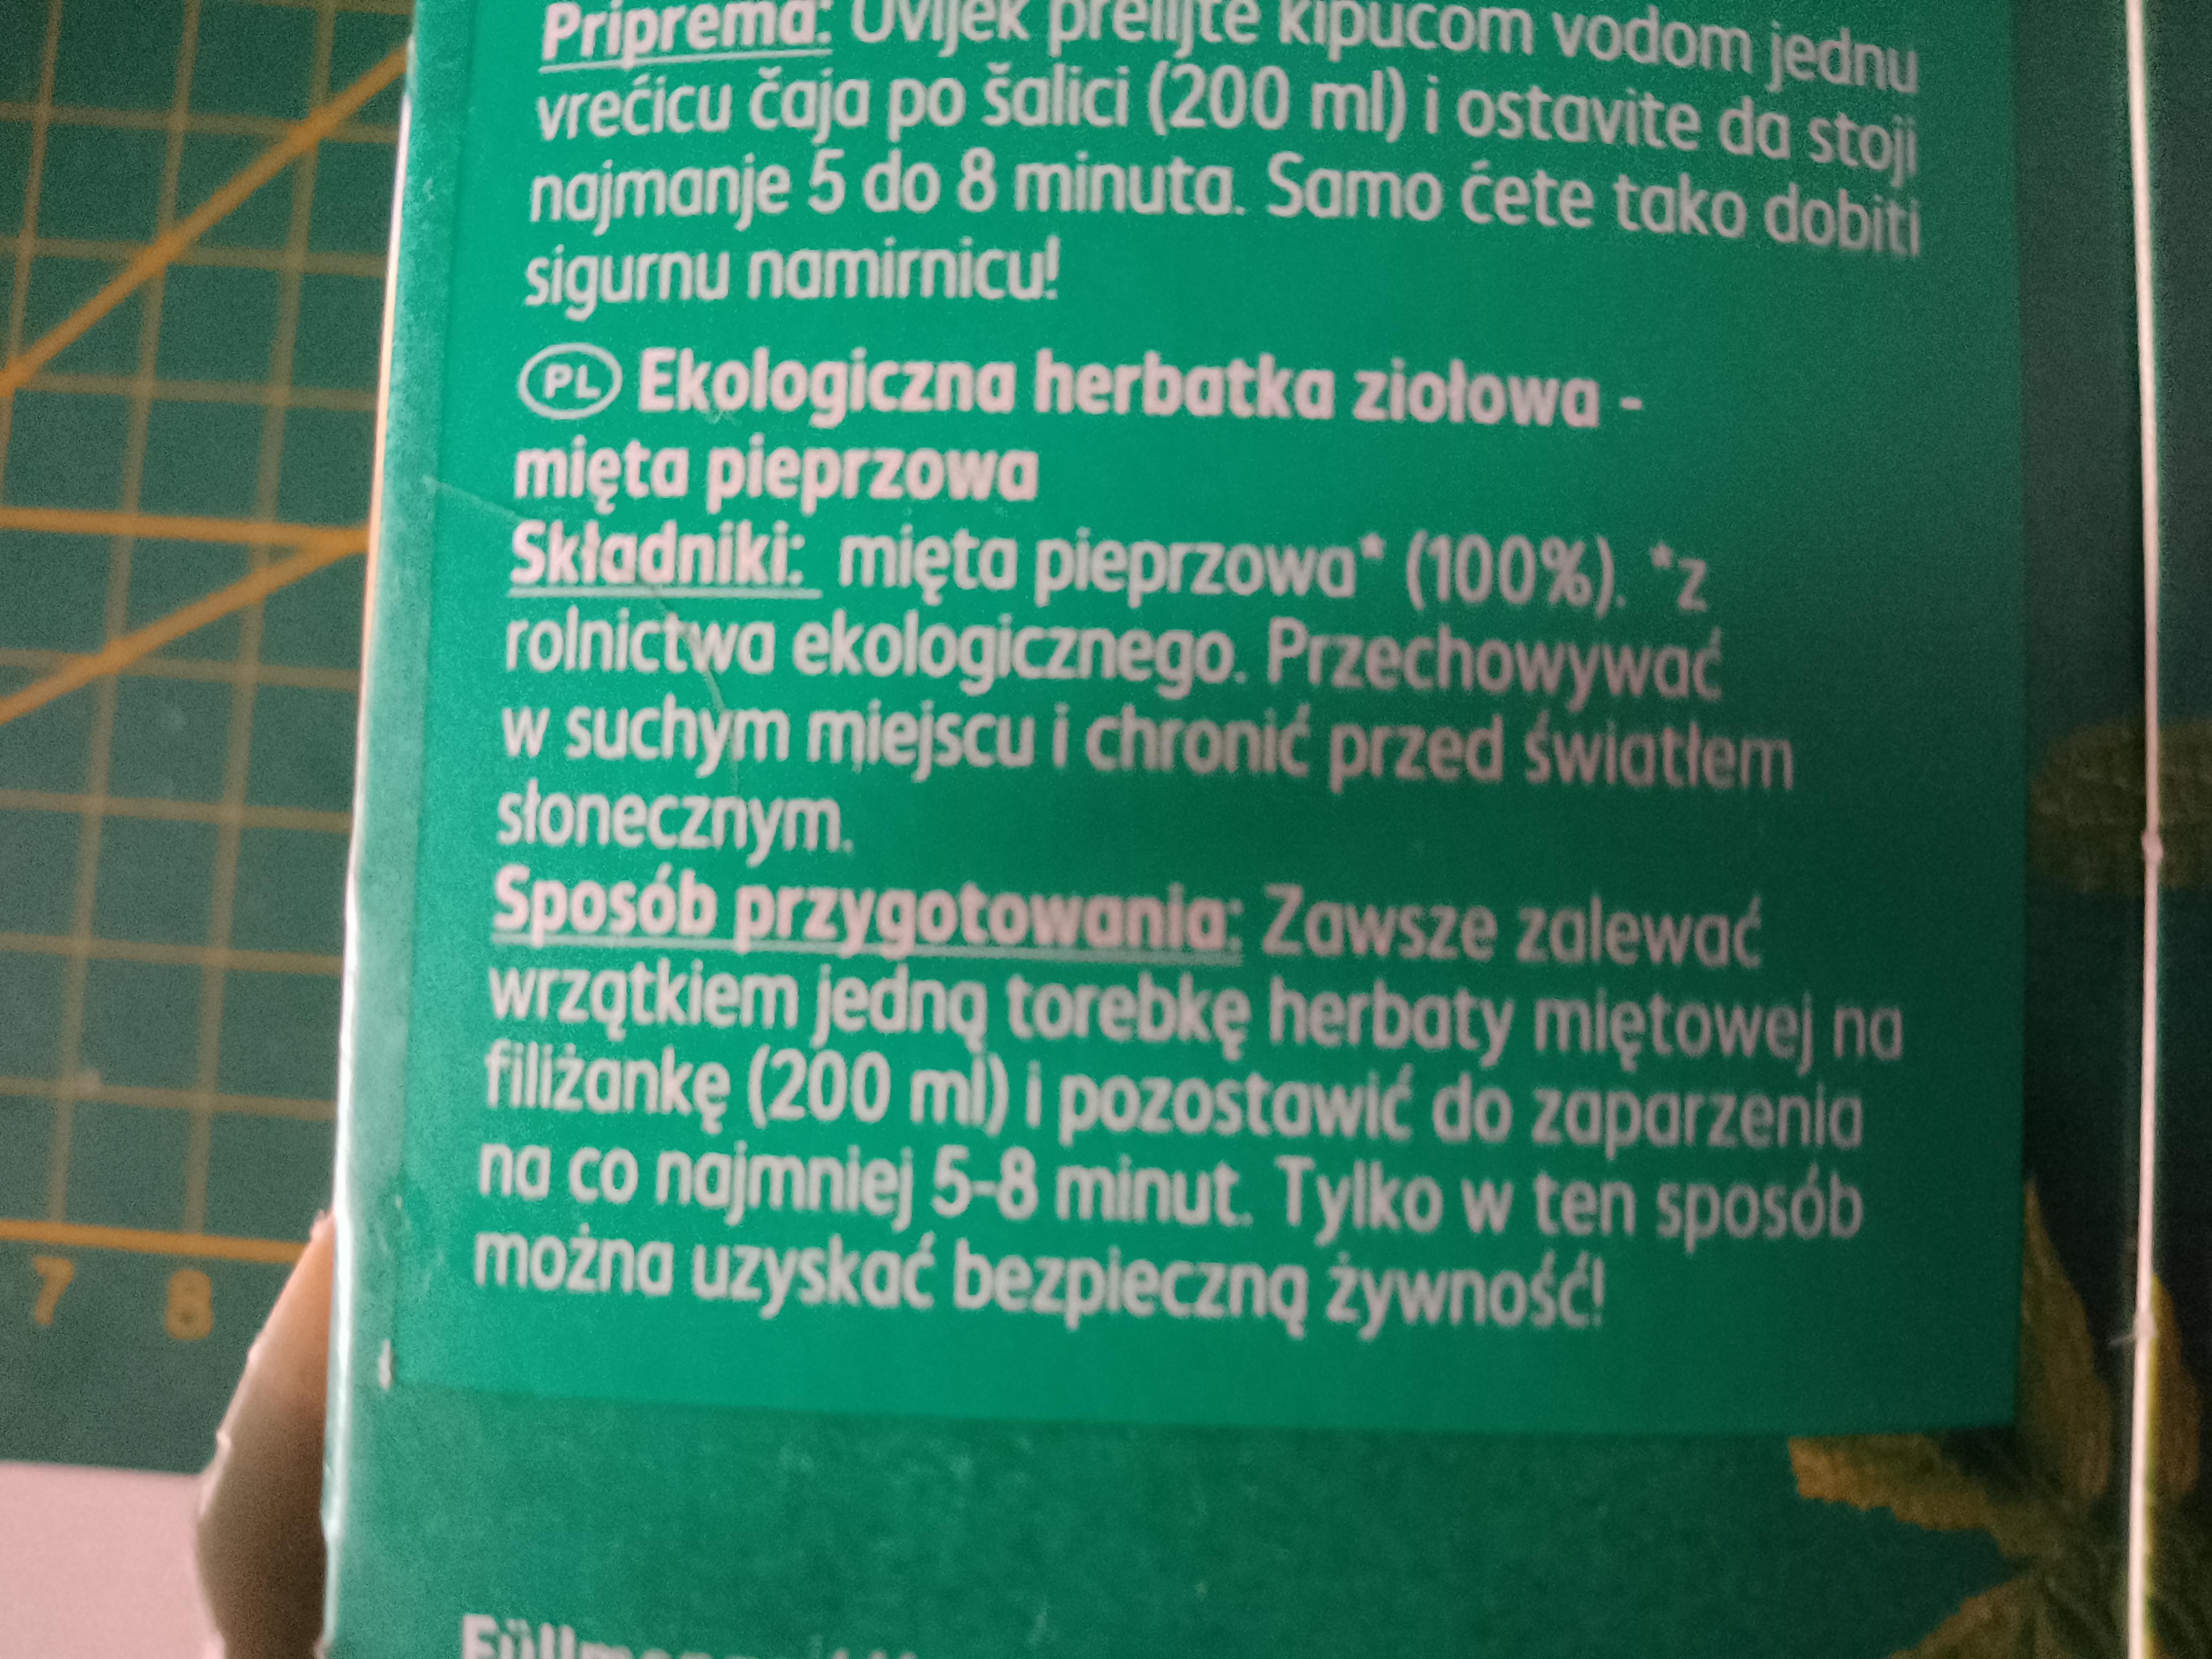 Priprema: Uvijek prelijte kipućom vodom jednu
vrećicu čaja po šalici (200 ml) i ostavite da stoji
najmanje 5 do 8 minuta. Samo ćete tako dobiti
sigurnu namirnicu!
PL Ekologiczna herbatka ziołowa -
mięta pieprzowa
Składniki: mięta pieprzowa* (100%). *z
rolnictwa ekologicznego. Przechowywać
w suchym miejscu i chronić przed światłem
słonecznym.
Sposób przygotowania: Zawsze zalewać
wrzątkiem jedną torebkę herbaty miętowej na
filiżankę (200 ml) i pozostawić do zaparzenia
na co najmniej 5-8 minut. Tylko w ten sposób
można uzyskać bezpieczną żywność!
7 8